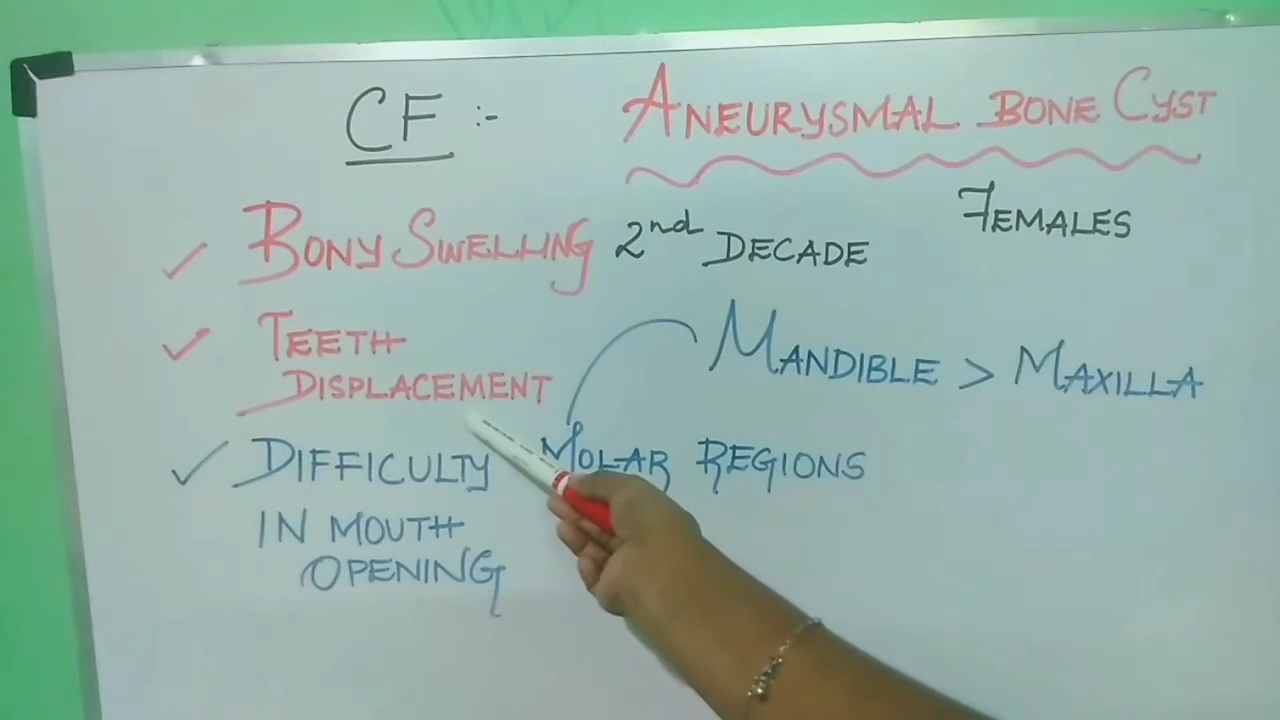 CF :-
ANEURYSMAL BONE CYST
FEMALES
BONY SWELLING
2nd DECADE
TEETH
DISPLACEMENT
MANDIBLE > MAXILLA
DIFFICULTY
IN MOUTH
OPENING
MOLAR REGIONS